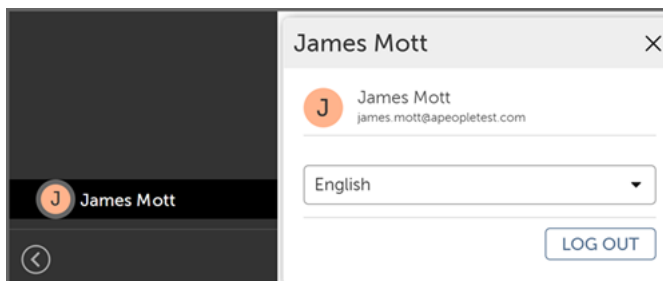 J James Mott
James Mott
J
James Mott
james.mott@apeopletest.com
English
LOG OUT